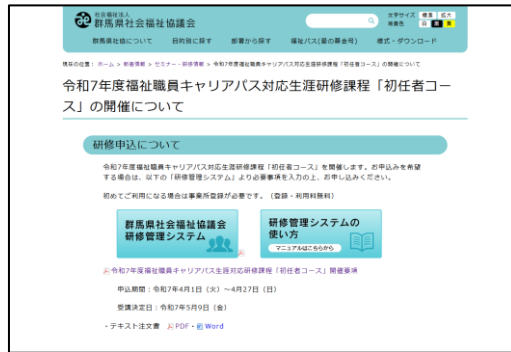 社会福祉法人
群馬県社会福祉協議会
文字サイズ 標準 拡大
背景色 白 黒 黄
群馬県社協について 目的別に探す 部署から探す 福祉バス(星の募金号) 様式・ダウンロード
現在の位置： ホーム > 部署情報 > セミナー・研修情報 > 令和7年度福祉職員キャリアパス対応生涯研修課程「初任者コース」の開催について
令和7年度福祉職員キャリアパス対応生涯研修課程「初任者コー
ス」の開催について
研修申込について
令和7年度福祉職員キャリアパス対応生涯研修課程「初任者コース」を開催します。お申込みを希望
する場合は、以下の「研修管理システム」より必要事項を入力の上、お申し込みください。
初めてご利用になる場合は事業所登録が必要です。（登録・利用料無料）
群馬県社会福祉協議会
研修管理システム
研修管理システムの
使い方
マニュアルはこちらから
令和7年度福祉職員キャリアパス生涯対応研修課程「初任者コース」開催要項
申込期間：令和7年4月1日（火）～4月27日（日）
受講決定日：令和7年5月9日（金）
・テキスト注文書 PDF・Word